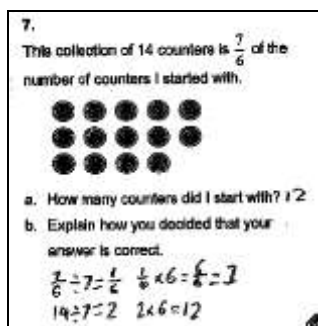 7.
This collection of 14 counters is 7/6 of the
number of counters I started with.
a. How many counters did I start with? 12
b. Explain how you decided that your
answer is correct.
7/6 ÷ 7 = 1/6 1/6 × 6 = 6/6 = 1
14 ÷ 7 = 2 2 × 6 = 12